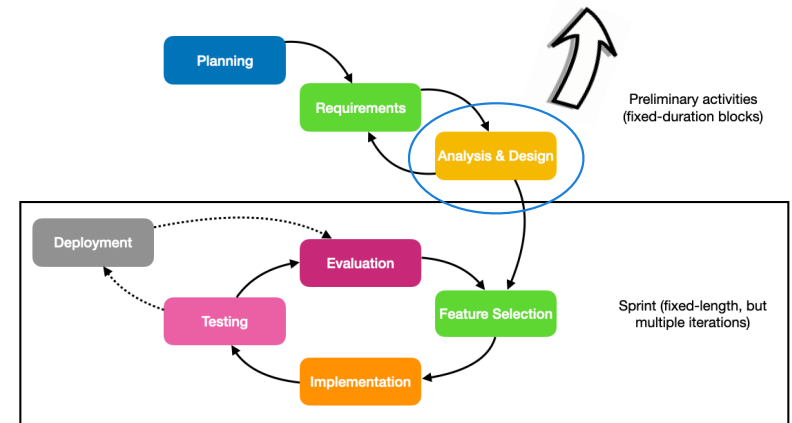 Planning
Requirements
Preliminary activities
(fixed-duration blocks)
Analysis & Design
Deployment
Evaluation
Feature Selection
Sprint (fixed-length, but
multiple iterations)
Testing
Implementation